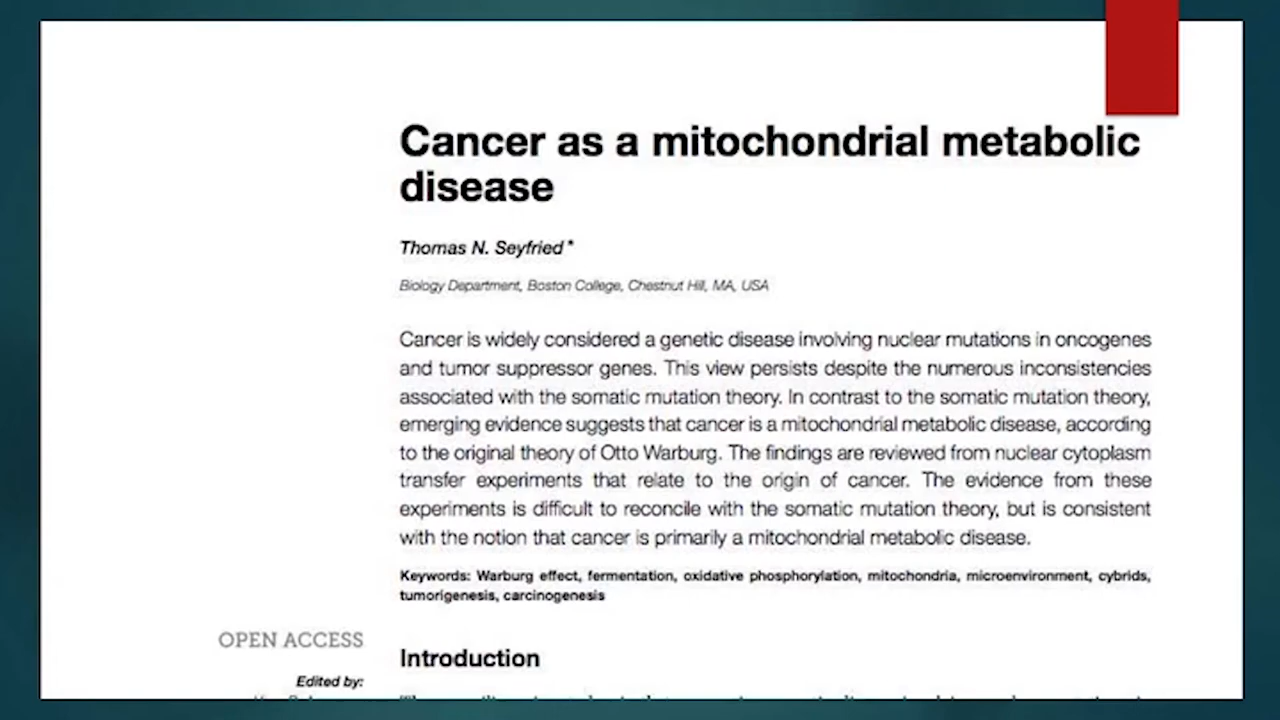 Cancer as a mitochondrial metabolic
disease
Thomas N. Seyfried *
Biology Department, Boston College, Chestnut Hill, MA, USA
Cancer is widely considered a genetic disease involving nuclear mutations in oncogenes
and tumor suppressor genes. This view persists despite the numerous inconsistencies
associated with the somatic mutation theory. In contrast to the somatic mutation theory,
emerging evidence suggests that cancer is a mitochondrial metabolic disease, according
to the original theory of Otto Warburg. The findings are reviewed from nuclear cytoplasm
transfer experiments that relate to the origin of cancer. The evidence from these
experiments is difficult to reconcile with the somatic mutation theory, but is consistent
with the notion that cancer is primarily a mitochondrial metabolic disease.
Keywords: Warburg effect, fermentation, oxidative phosphorylation, mitochondria, microenvironment, cybrids,
tumorigenesis, carcinogenesis
OPEN ACCESS
Introduction
Edited by: